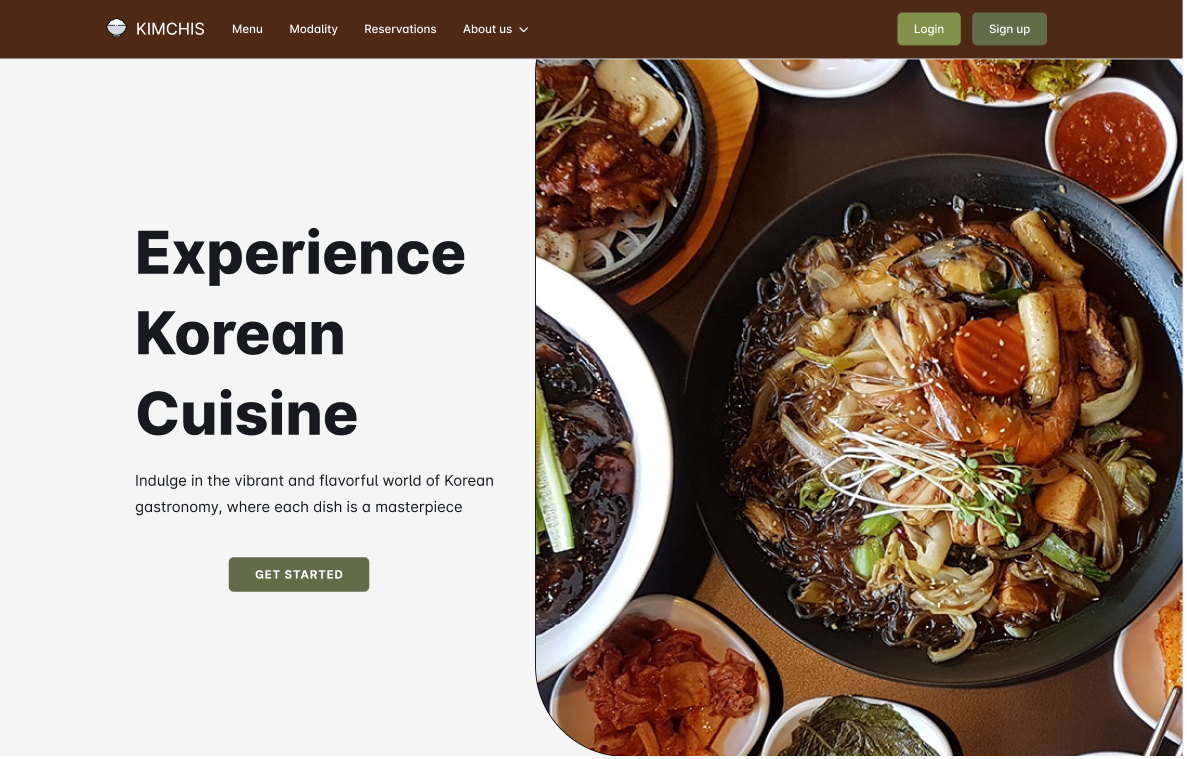 KIMCHIS Menu Modality Reservations About us Login Sign up
Experience
Korean
Cuisine
Indulge in the vibrant and flavorful world of Korean
gastronomy, where each dish is a masterpiece
GET STARTED